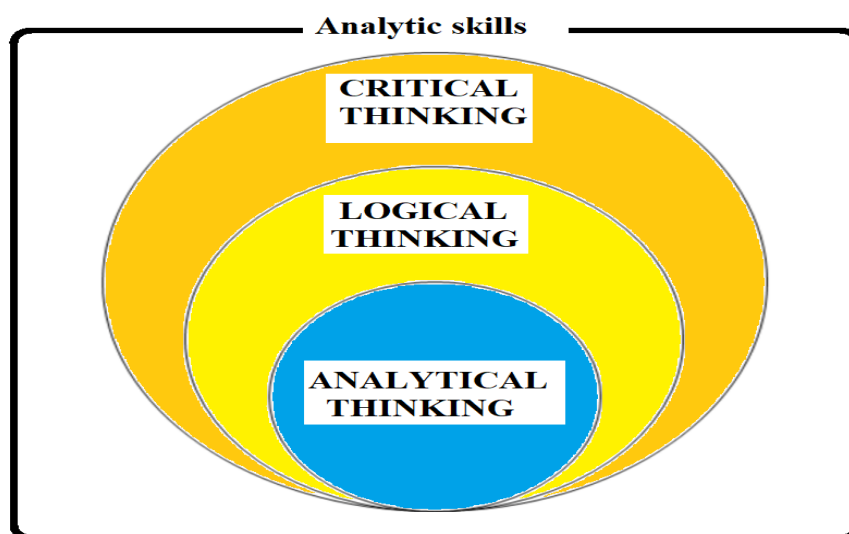 Analytic skills
CRITICAL
THINKING
LOGICAL
THINKING
ANALYTICAL
THINKING